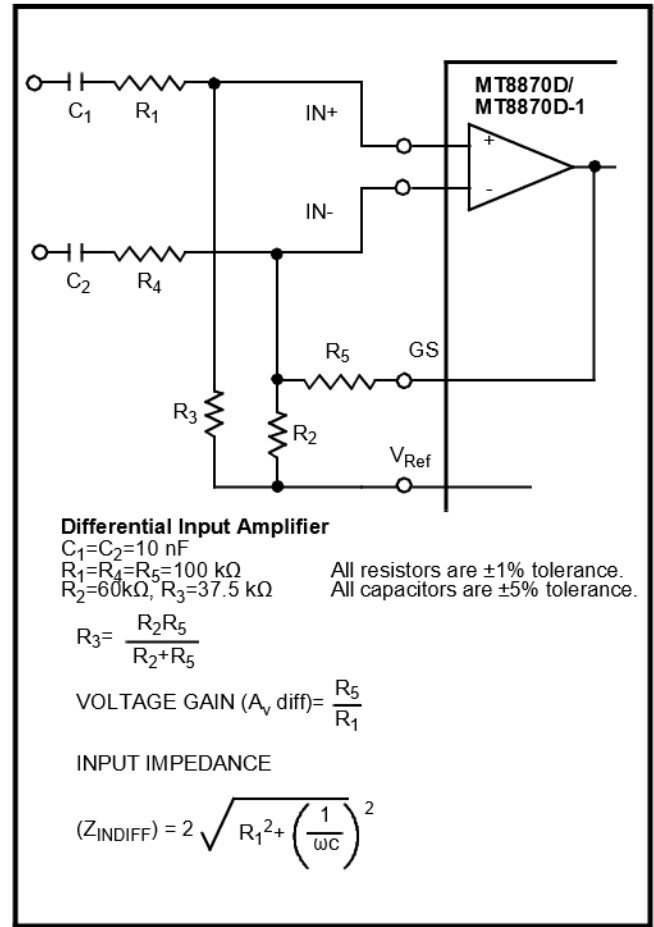 MT8870D/
MT8870D-1
C1
R1
IN+
+
-
IN-
C2
R4
R5
GS
R3
R2
VRef
Differential Input Amplifier
C1=C2=10 nF
R1=R4=R5=100 kΩ
All resistors are ±1% tolerance.
R2=60kΩ, R3=37.5 kΩ
All capacitors are ±5% tolerance.
R3= R2R5 / R2+R5
VOLTAGE GAIN (Av diff)= R5 / R1
INPUT IMPEDANCE
(ZINDIFF) = 2 √ R1²+ (1 / ωc)²